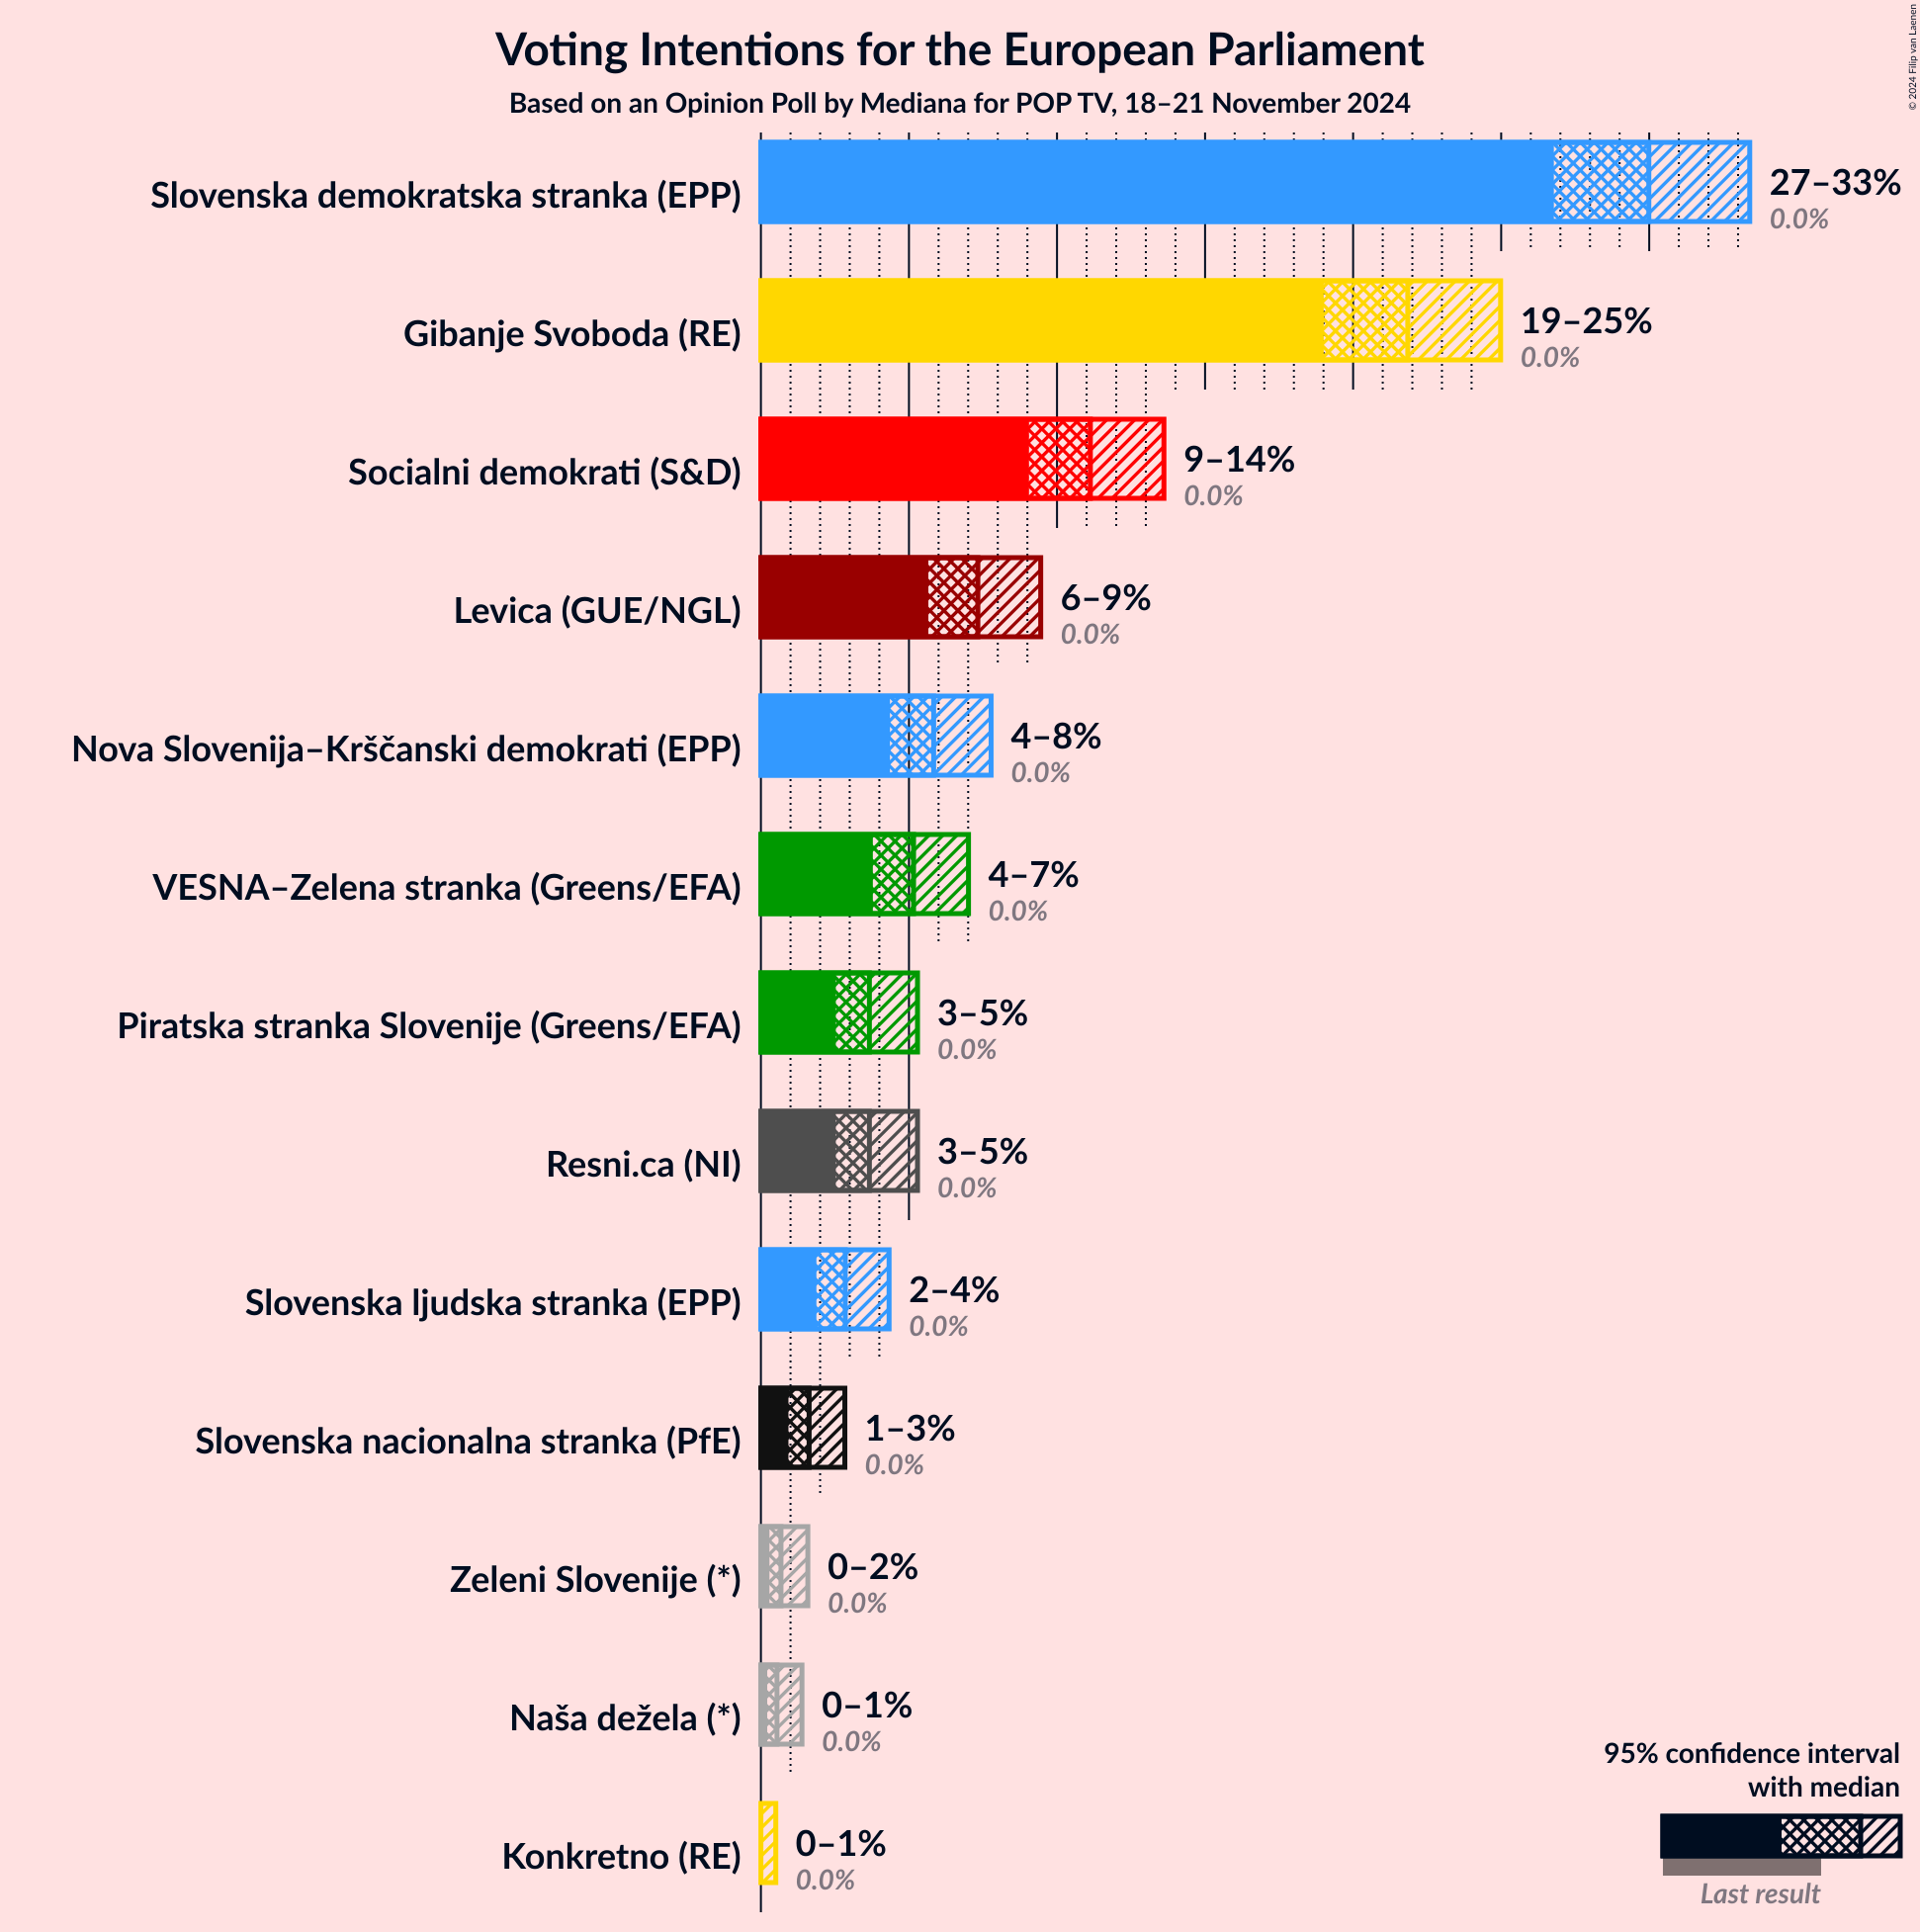 © 2024 Filip van Laenen
Voting Intentions for the European Parliament
Based on an Opinion Poll by Mediana for POP TV, 18–21 November 2024
Slovenska demokratska stranka (EPP)
27–33%
0.0%
Gibanje Svoboda (RE)
19–25%
0.0%
Socialni demokrati (S&D)
9–14%
0.0%
Levica (GUE/NGL)
6–9%
0.0%
Nova Slovenija–Krščanski demokrati (EPP)
4–8%
0.0%
VESNA–Zelena stranka (Greens/EFA)
4–7%
0.0%
Piratska stranka Slovenije (Greens/EFA)
3–5%
0.0%
Resni.ca (NI)
3–5%
0.0%
Slovenska ljudska stranka (EPP)
2–4%
0.0%
Slovenska nacionalna stranka (PfE)
1–3%
0.0%
Zeleni Slovenije (*)
0–2%
0.0%
Naša dežela (*)
0–1%
0.0%
Konkretno (RE)
0–1%
0.0%
95% confidence interval
with median
Last result